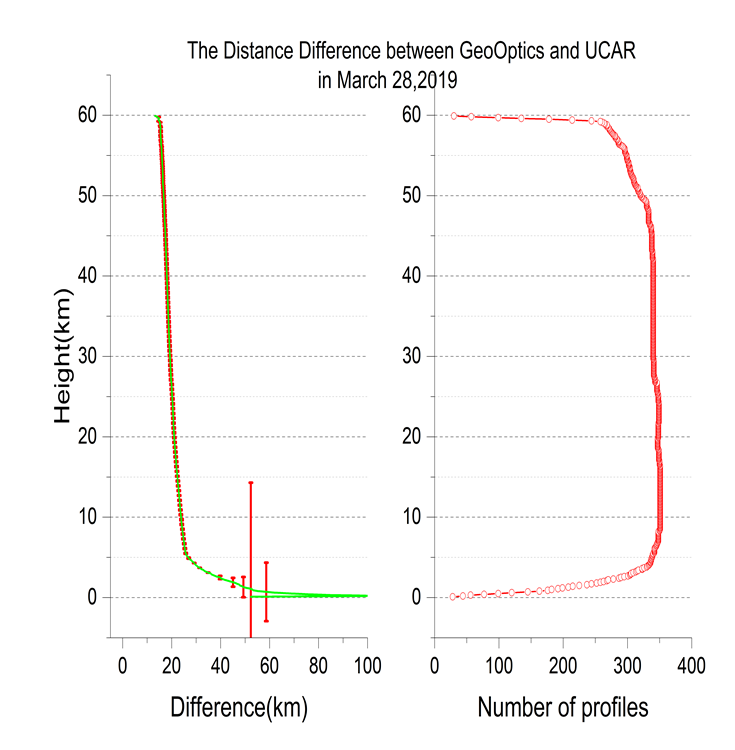 The Distance Difference between GeoOptics and UCAR
in March 28,2019
Height(km)
60
50
40
30
20
10
0
0 20 40 60 80 100
Difference(km)
60
50
40
30
20
10
0
0 100 200 300 400
Number of profiles